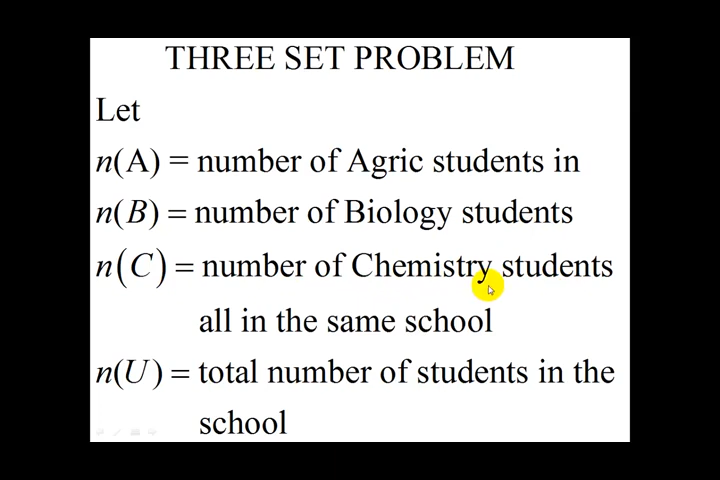 THREE SET PROBLEM
Let
n(A) = number of Agric students in
n(B) = number of Biology students
n(C) = number of Chemistry students
all in the same school
n(U) = total number of students in the
school